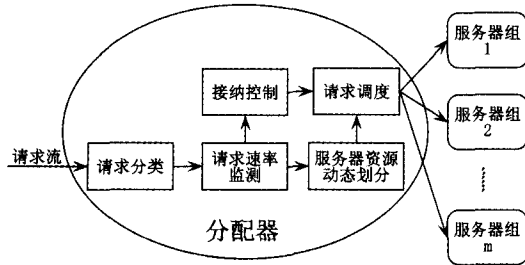 服务器组
1
接纳控制
请求调度
服务器组
2
请求流
请求分类
请求速率
监测
服务器资源
动态划分
分配器
服务器组
m